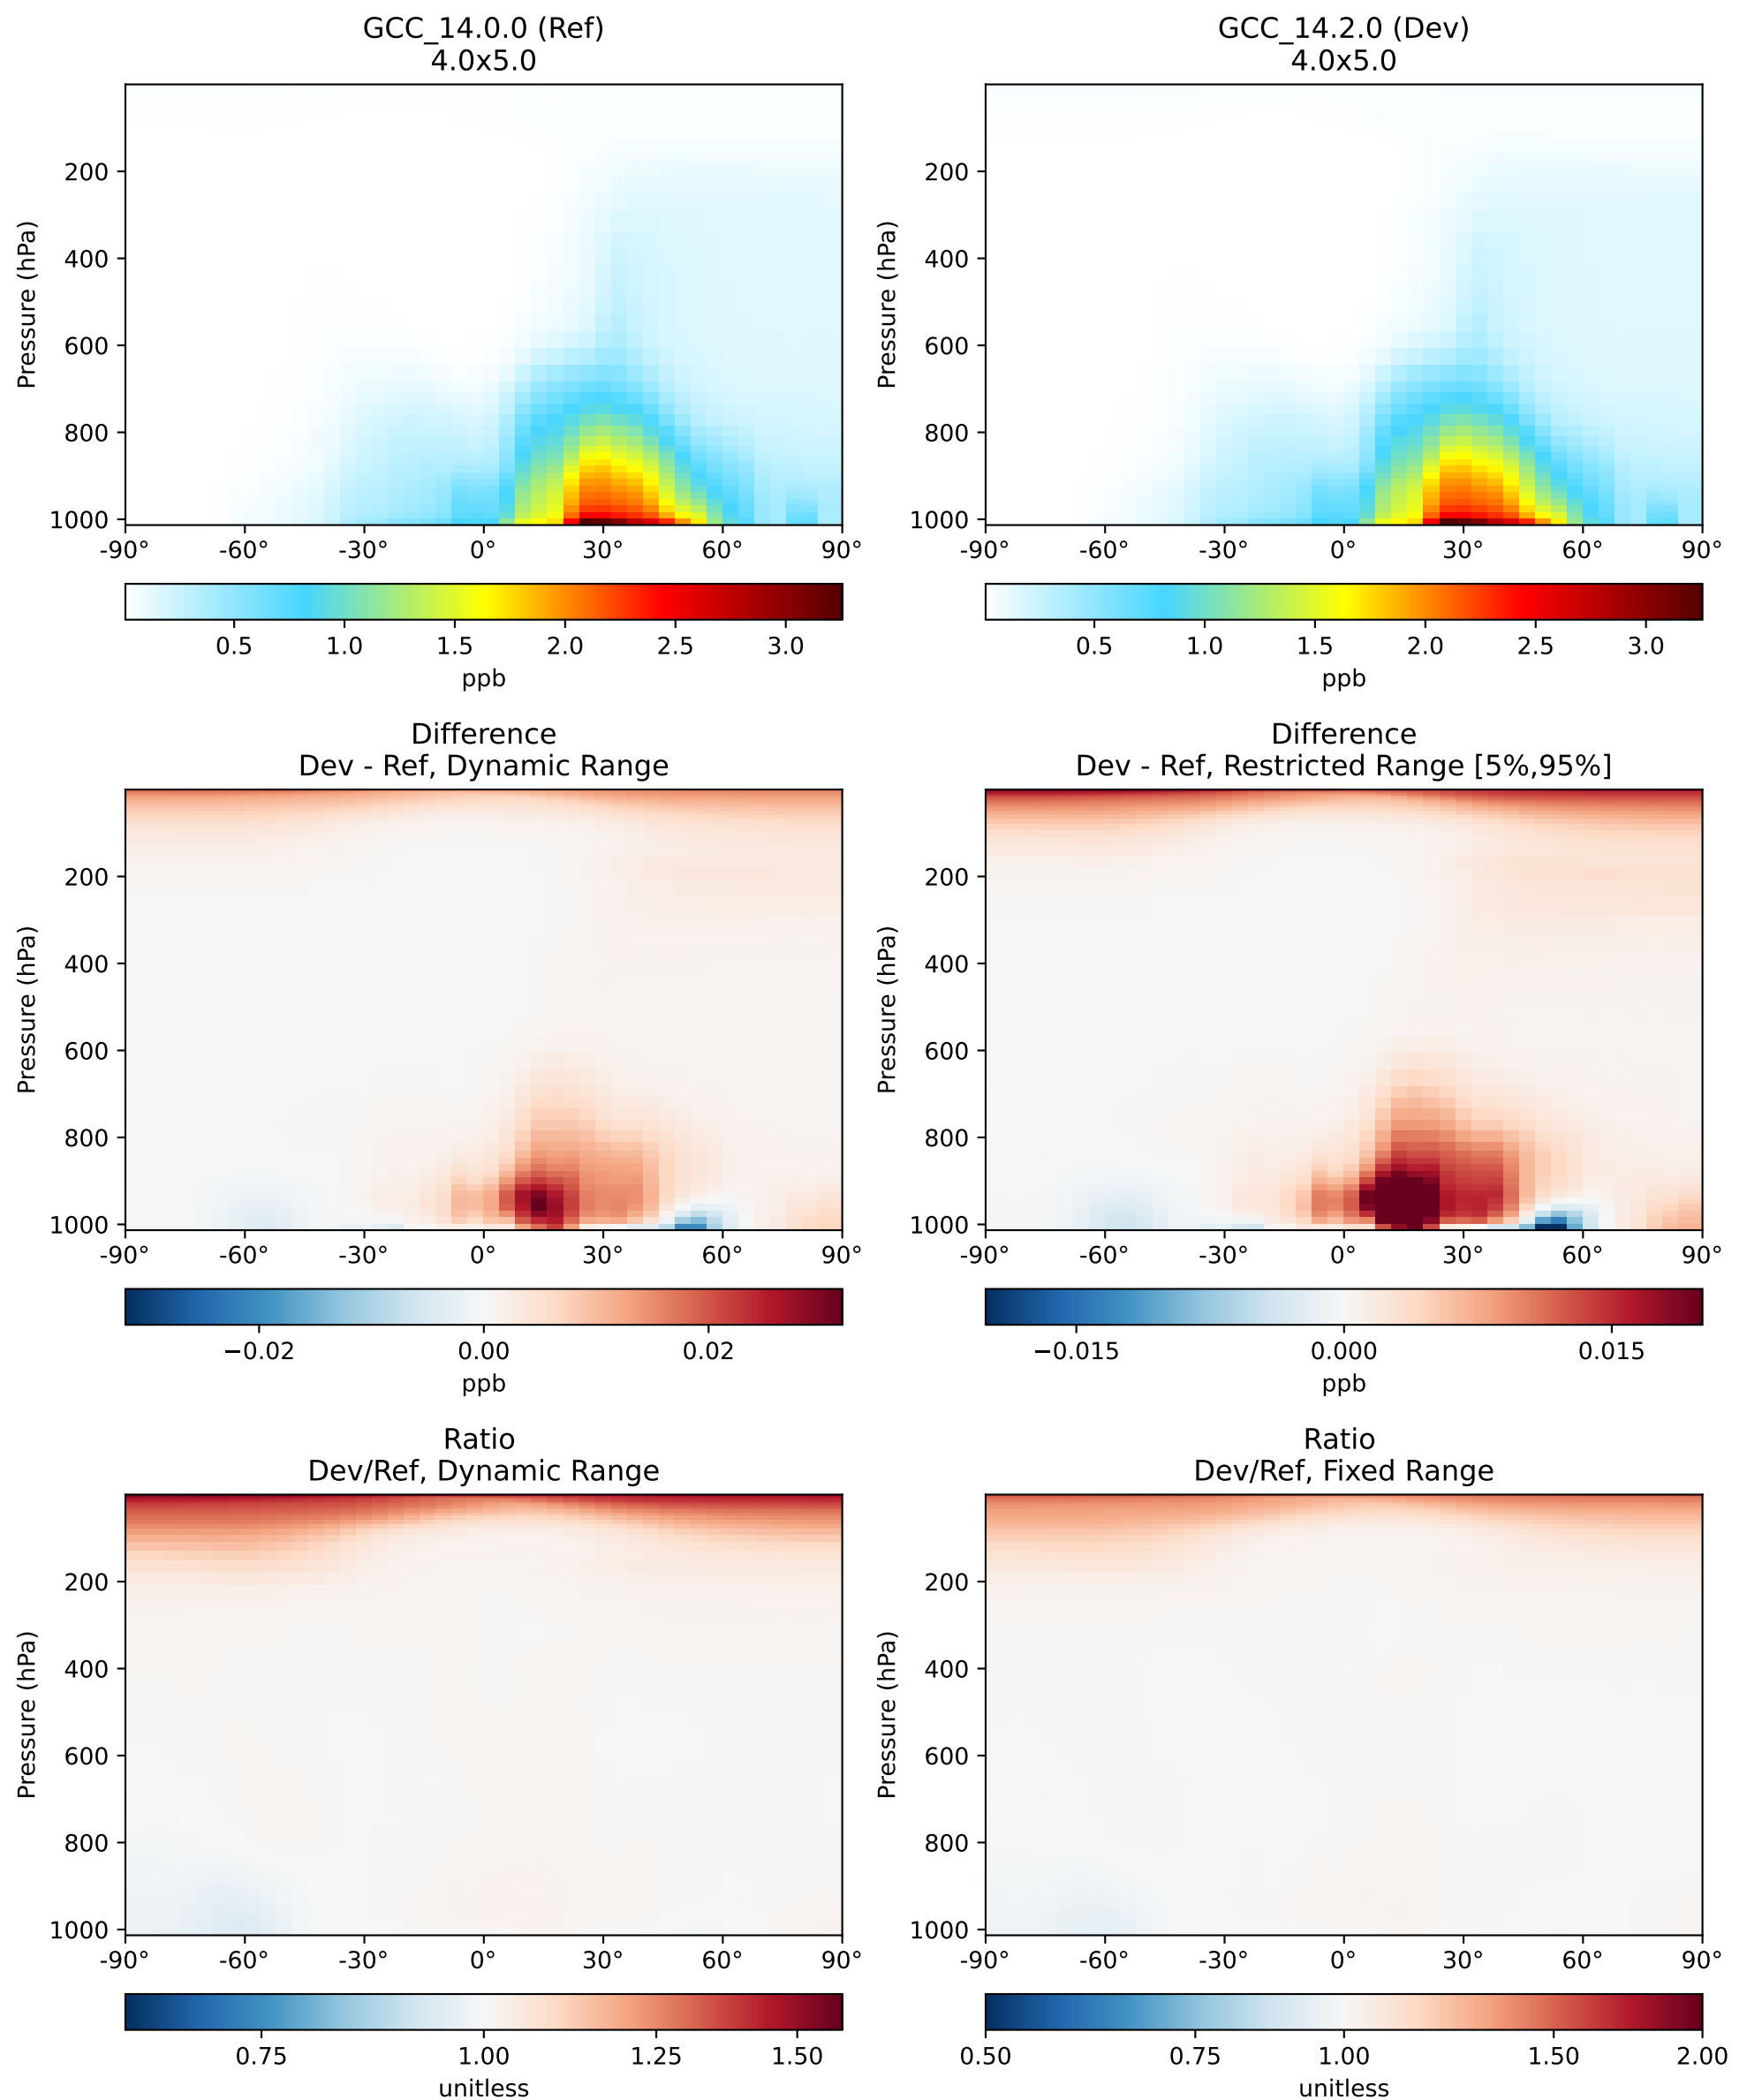 GCC_14.0.0 (Ref)
4.0x5.0
Pressure (hPa)
200
400
600
800
1000
-90° -60° -30° 0° 30° 60° 90°
0.5 1.0 1.5 2.0 2.5 3.0
ppb
GCC_14.2.0 (Dev)
4.0x5.0
Pressure (hPa)
200
400
600
800
1000
-90° -60° -30° 0° 30° 60° 90°
0.5 1.0 1.5 2.0 2.5 3.0
ppb
Difference
Dev - Ref, Dynamic Range
Pressure (hPa)
200
400
600
800
1000
-90° -60° -30° 0° 30° 60° 90°
−0.02 0.00 0.02
ppb
Difference
Dev - Ref, Restricted Range [5%,95%]
Pressure (hPa)
200
400
600
800
1000
-90° -60° -30° 0° 30° 60° 90°
−0.015 0.000 0.015
ppb
Ratio
Dev/Ref, Dynamic Range
Pressure (hPa)
200
400
600
800
1000
-90° -60° -30° 0° 30° 60° 90°
0.75 1.00 1.25 1.50
unitless
Ratio
Dev/Ref, Fixed Range
Pressure (hPa)
200
400
600
800
1000
-90° -60° -30° 0° 30° 60° 90°
0.50 0.75 1.00 1.50 2.00
unitless